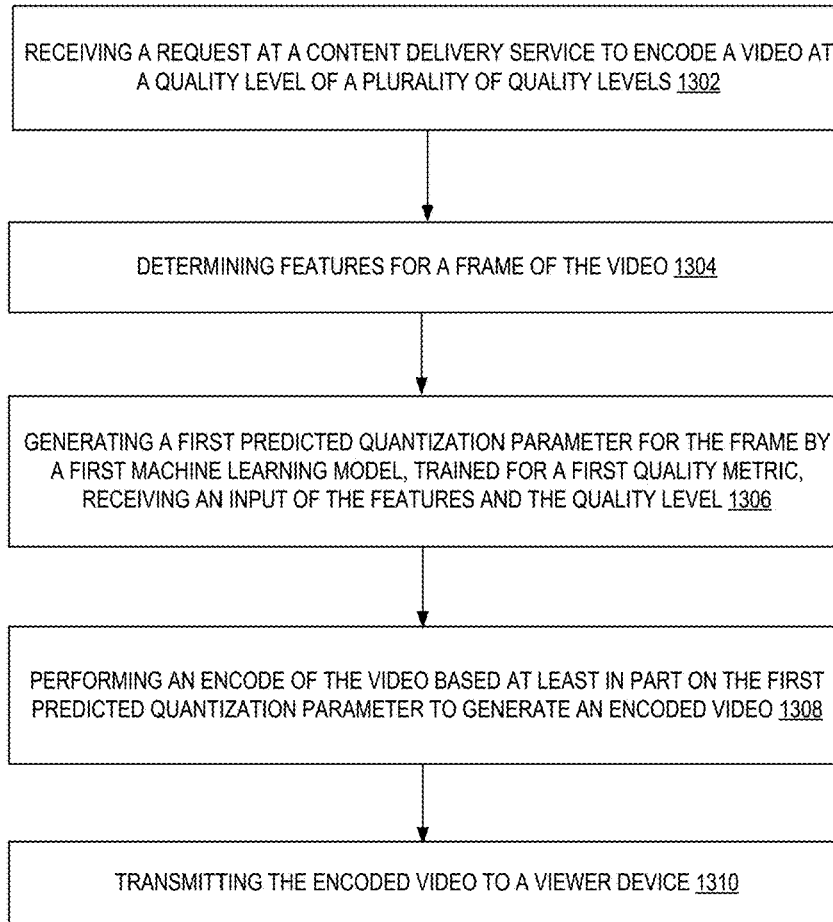 RECEIVING A REQUEST AT A CONTENT DELIVERY SERVICE TO ENCODE A VIDEO AT
A QUALITY LEVEL OF A PLURALITY OF QUALITY LEVELS 1302
DETERMINING FEATURES FOR A FRAME OF THE VIDEO 1304
GENERATING A FIRST PREDICTED QUANTIZATION PARAMETER FOR THE FRAME BY
A FIRST MACHINE LEARNING MODEL, TRAINED FOR A FIRST QUALITY METRIC,
RECEIVING AN INPUT OF THE FEATURES AND THE QUALITY LEVEL 1306
PERFORMING AN ENCODE OF THE VIDEO BASED AT LEAST IN PART ON THE FIRST
PREDICTED QUANTIZATION PARAMETER TO GENERATE AN ENCODED VIDEO 1308
TRANSMITTING THE ENCODED VIDEO TO A VIEWER DEVICE 1310